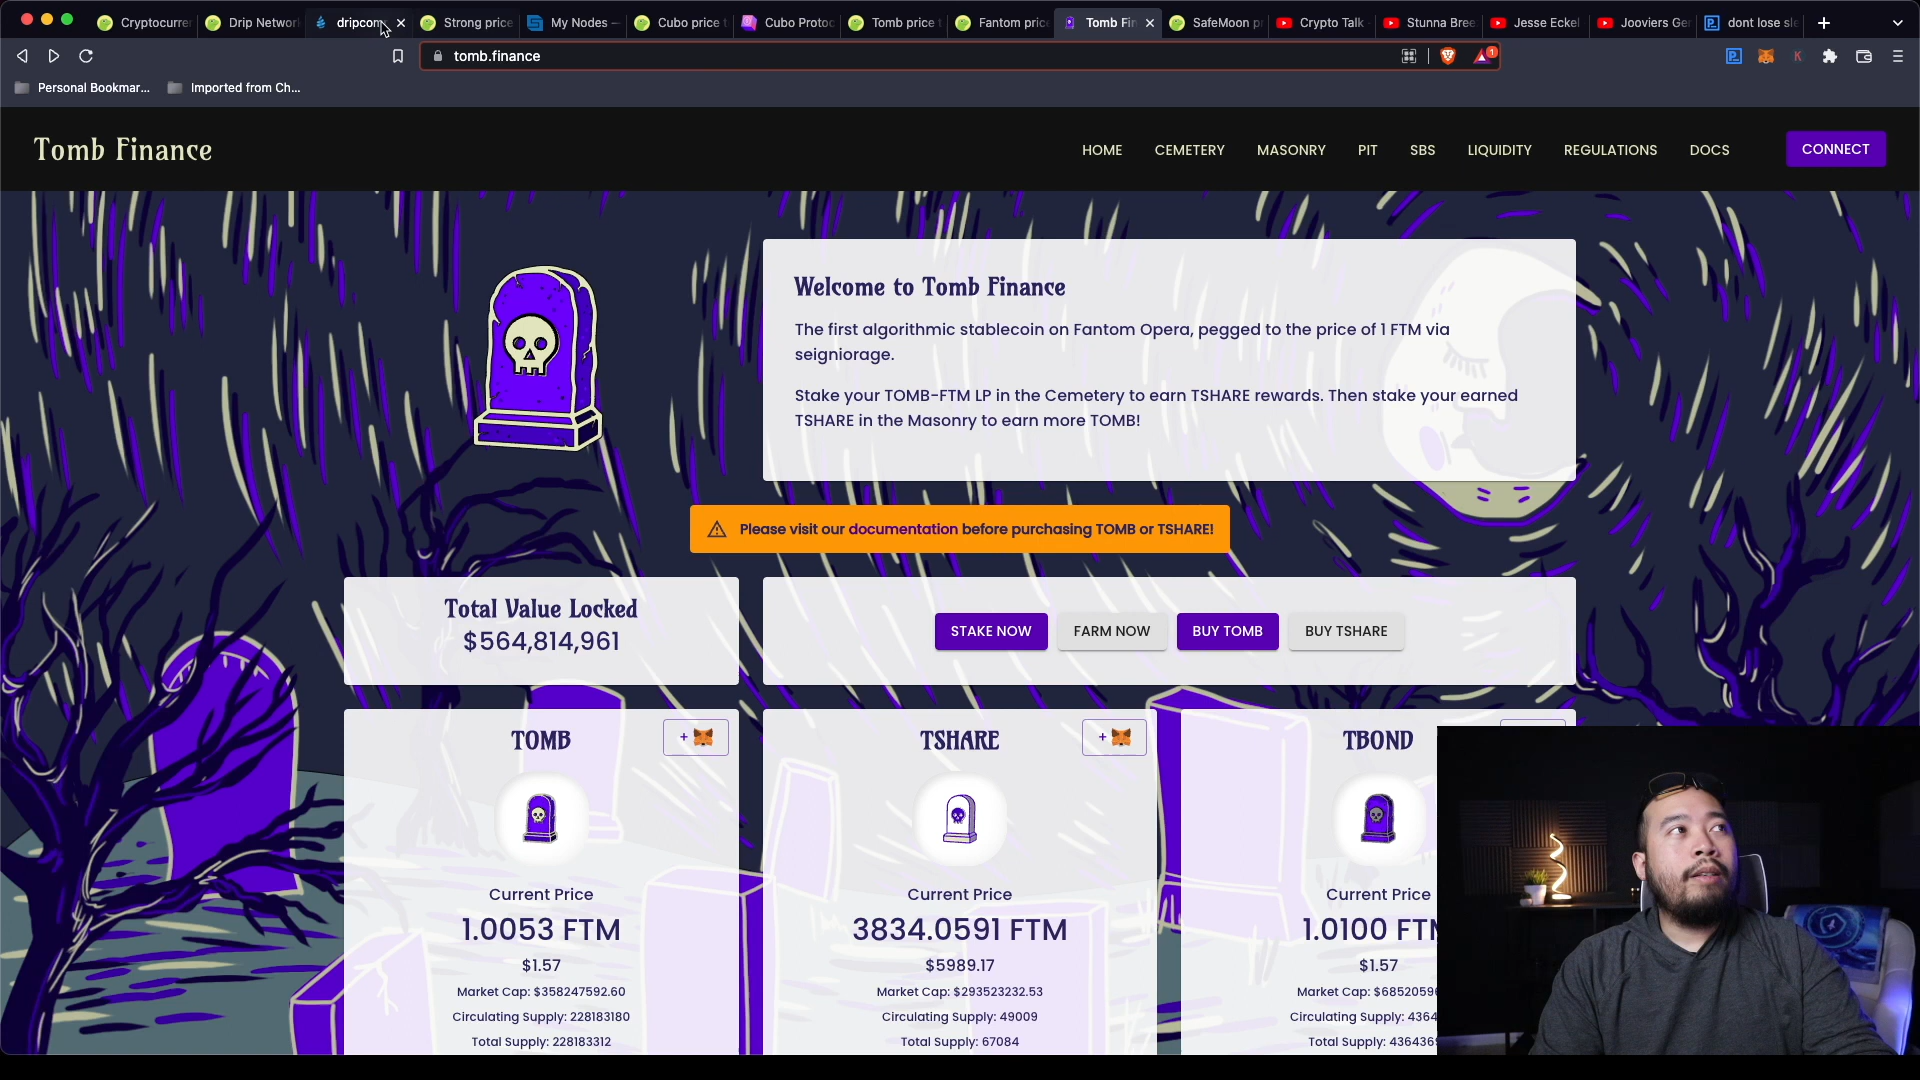 Cryptocurren
Drip Networ
dripcom
Strong price
My Nodes —
Cubo price t
Cubo Protoc
Tomb price t
Fantom pric
Tomb Fin
SafeMoon pr
Crypto Talk
Stunna Bree
Jesse Eckel
Jooviers Ge
dont lose sle
tomb.finance
1
Personal Bookmar...
Imported from Ch...
Tomb Finance
HOME
CEMETERY
MASONRY
PIT
SBS
LIQUIDITY
REGULATIONS
DOCS
CONNECT
Welcome to Tomb Finance
The first algorithmic stablecoin on Fantom Opera, pegged to the price of 1 FTM via
seigniorage.
Stake your TOMB-FTM LP in the Cemetery to earn TSHARE rewards. Then stake your earned
TSHARE in the Masonry to earn more TOMB!
Please visit our documentation before purchasing TOMB or TSHARE!
Total Value Locked
$564,814,961
STAKE NOW
FARM NOW
BUY TOMB
BUY TSHARE
TOMB
+
Current Price
1.0053 FTM
$1.57
Market Cap: $358247592.60
Circulating Supply: 228183180
Total Supply: 228183312
TSHARE
+
Current Price
3834.0591 FTM
$5989.17
Market Cap: $293523232.53
Circulating Supply: 49009
Total Supply: 67084
TBOND
Current Price
1.0100 FTM
$1.57
Market Cap: $6852059
Circulating Supply: 4364
Total Supply: 436436